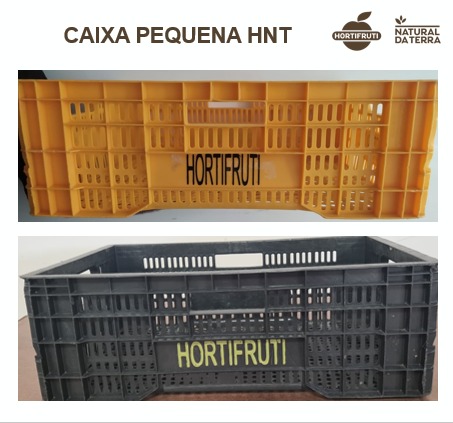 CAIXA PEQUENA HNT
HORTIFRUTI
NATURAL
DA TERRA
HORTIFRUTI
HORTIFRUTI